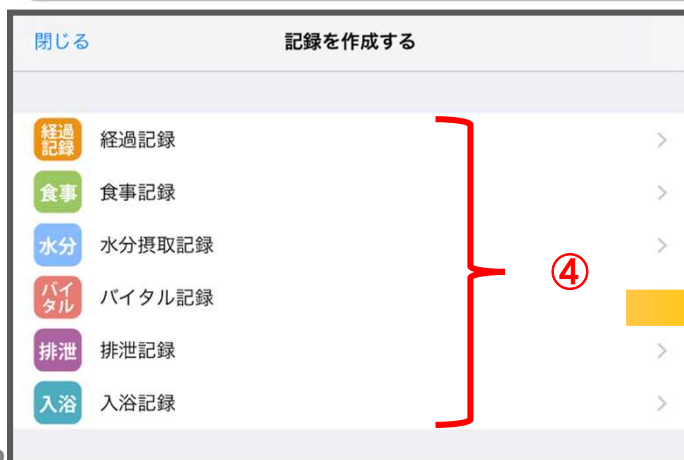 閉じる 記録を作成する
経過記録 経過記録 >
食事 食事記録 >
水分 水分摂取記録 >
④
バイタル バイタル記録
排泄 排泄記録 >
入浴 入浴記録 >